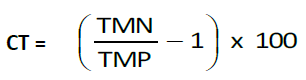 CT = (TMN/TMP − 1) x 100